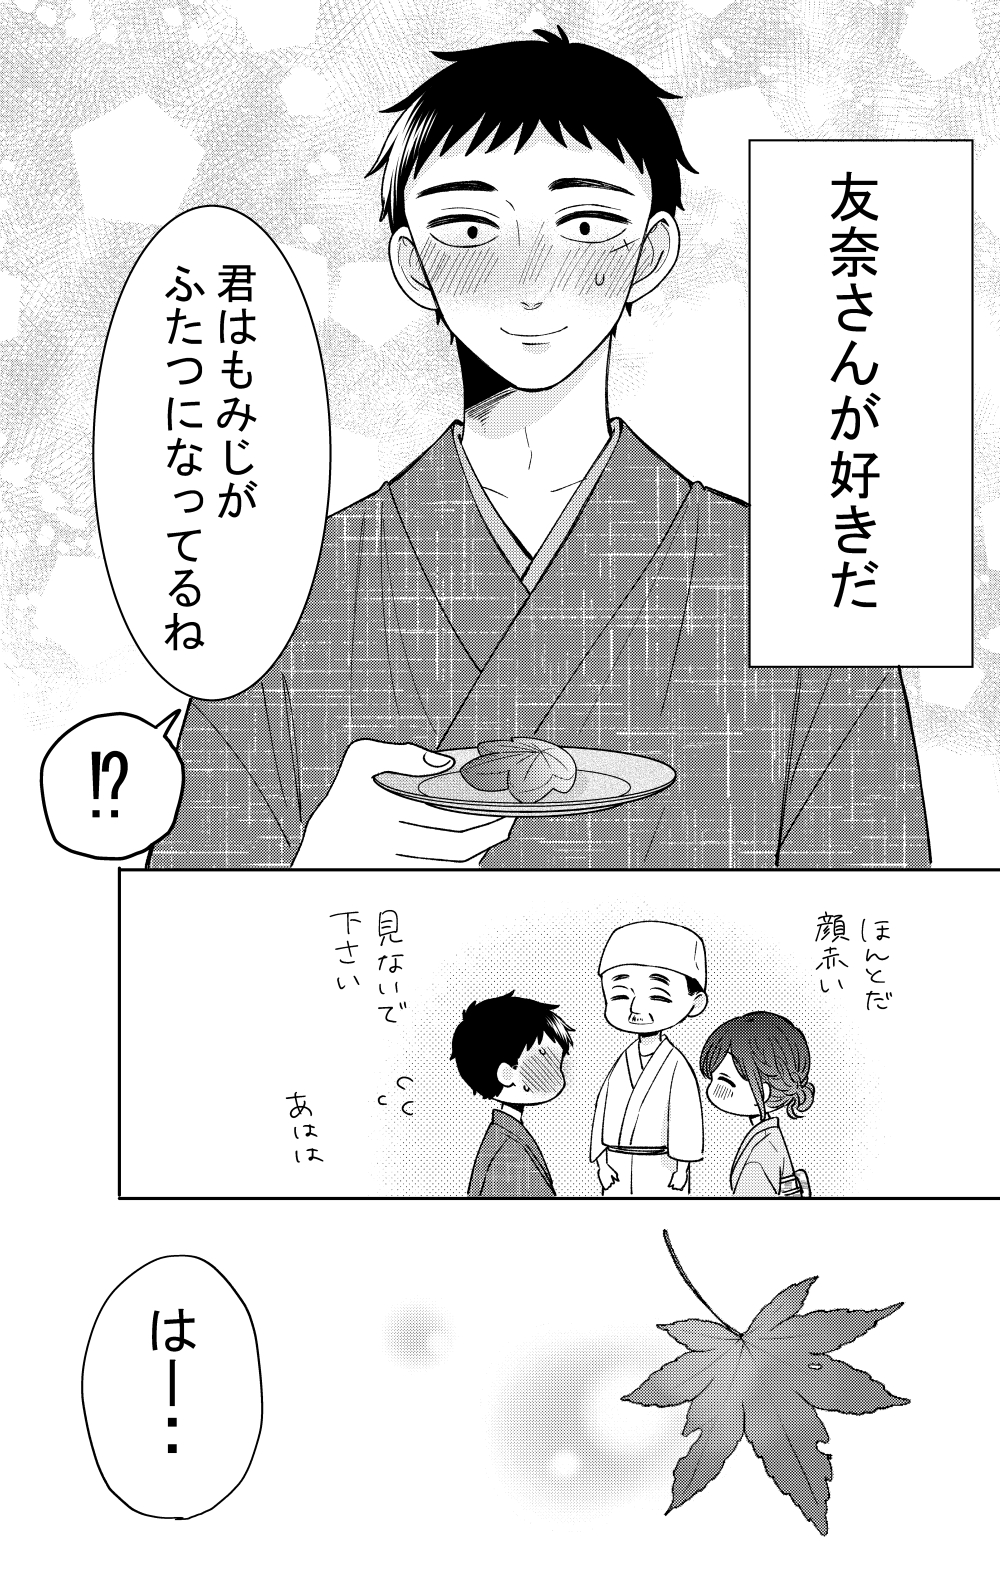 友奈さんが好きだ
君はもみじが
ふたつになってるね
!?
ほんとだ
顔赤い
見ないで
下さい
あはは
はー・・